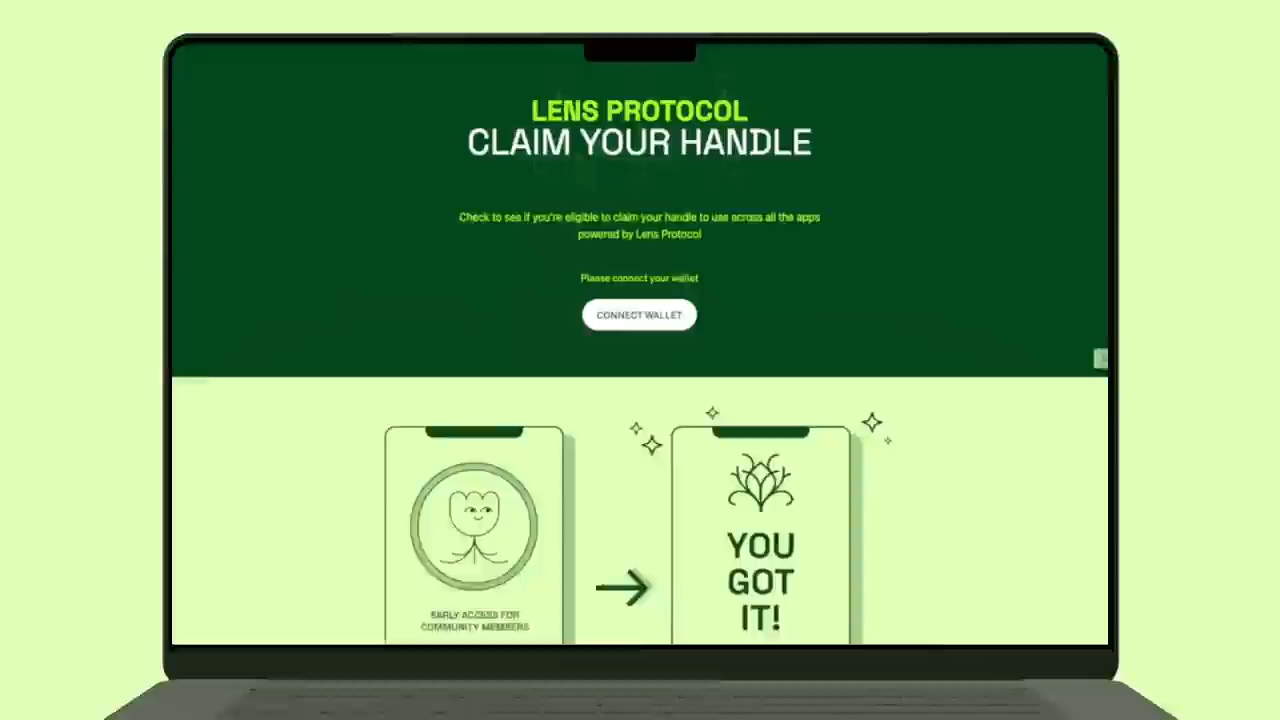 LENS PROTOCOL
CLAIM YOUR HANDLE
Check to see if you're eligible to claim your handle to use across all the apps
powered by Lens Protocol
Please connect your wallet
CONNECT WALLET
EARLY ACCESS FOR
COMMUNITY MEMBERS
YOU
GOT
IT!